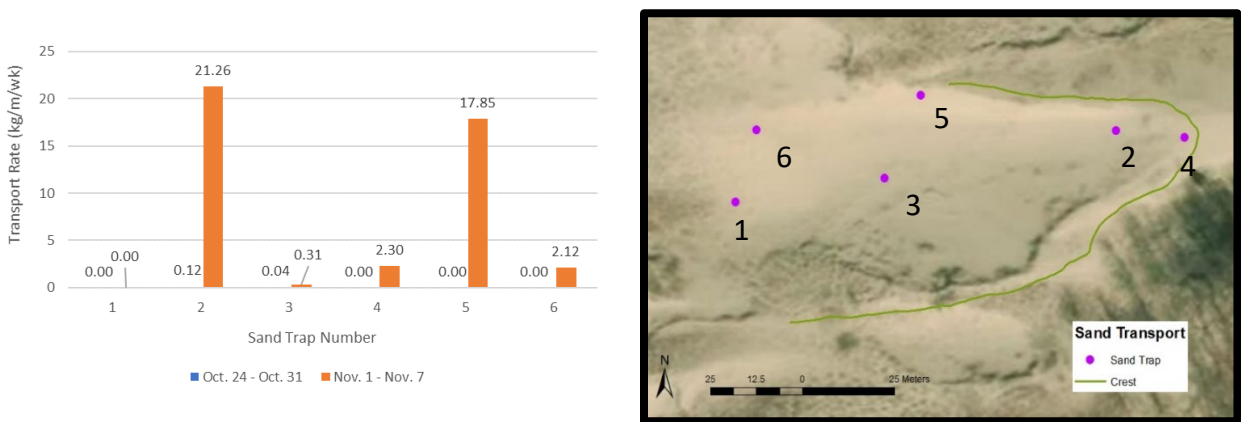 25
20
15
10
5
0
Transport Rate (kg/m/wk)
0.00
0.00
0.12
21.26
0.04
0.31
0.00
2.30
0.00
17.85
0.00
2.12
1 2 3 4 5 6
Sand Trap Number
Oct. 24 - Oct. 31 Nov. 1 - Nov. 7
5
6
2
4
3
1
N
25 12.5 0 25 Meters
Sand Transport
Sand Trap
Crest